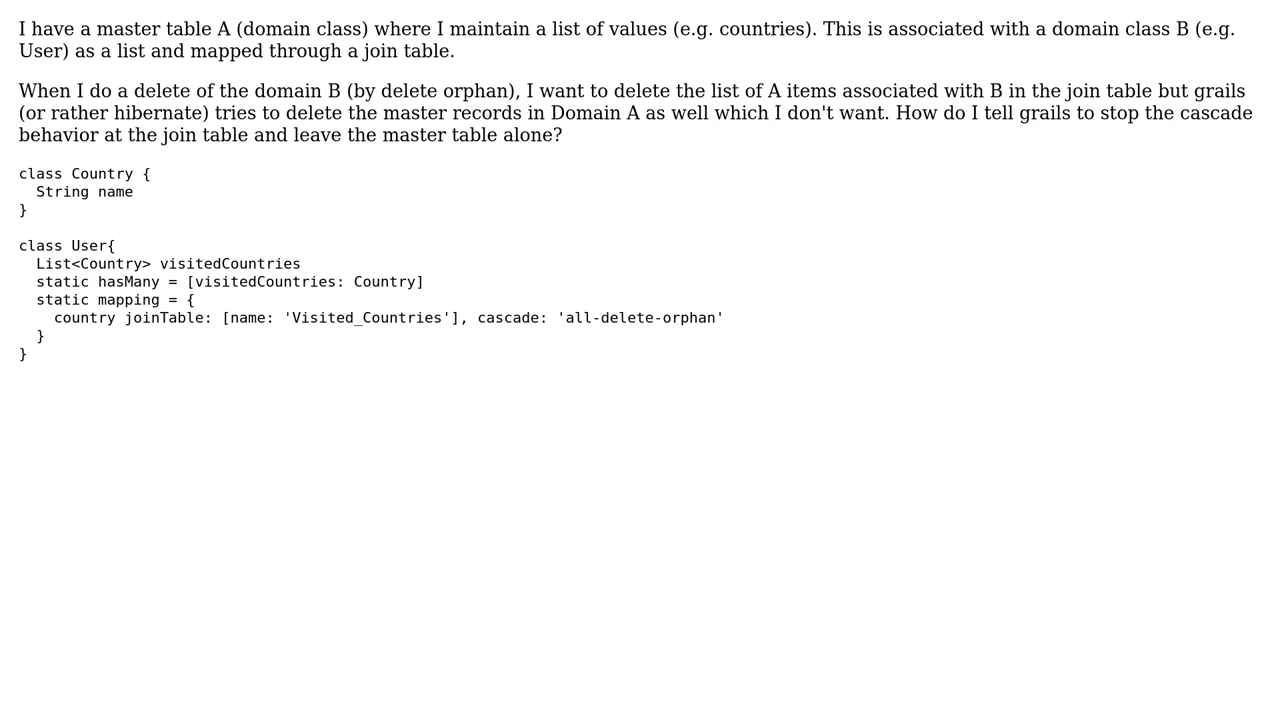 I have a master table A (domain class) where I maintain a list of values (e.g. countries). This is associated with a domain class B (e.g.
User) as a list and mapped through a join table.
When I do a delete of the domain B (by delete orphan), I want to delete the list of A items associated with B in the join table but grails
(or rather hibernate) tries to delete the master records in Domain A as well which I don't want. How do I tell grails to stop the cascade
behavior at the join table and leave the master table alone?
class Country {
  String name
}
class User{
  List<Country> visitedCountries
  static hasMany = [visitedCountries: Country]
  static mapping = {
    country joinTable: [name: 'Visited_Countries'], cascade: 'all-delete-orphan'
  }
}